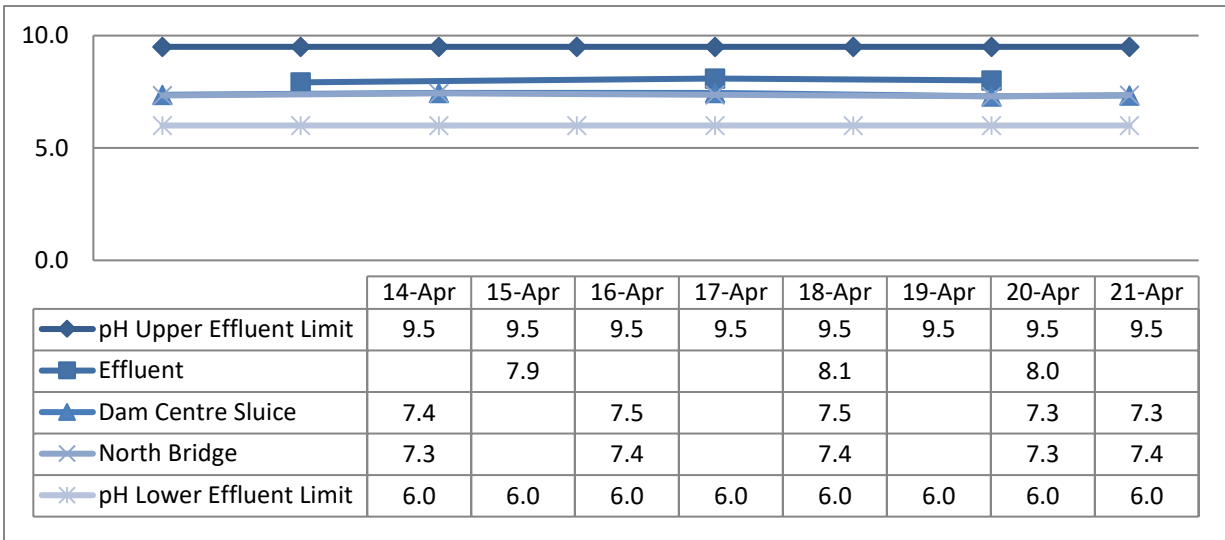 10.0
5.0
0.0
14-Apr 15-Apr 16-Apr 17-Apr 18-Apr 19-Apr 20-Apr 21-Apr
pH Upper Effluent Limit 9.5 9.5 9.5 9.5 9.5 9.5 9.5 9.5
Effluent 7.9 8.1 8.0
Dam Centre Sluice 7.4 7.5 7.5 7.3 7.3
North Bridge 7.3 7.4 7.4 7.3 7.4
pH Lower Effluent Limit 6.0 6.0 6.0 6.0 6.0 6.0 6.0 6.0